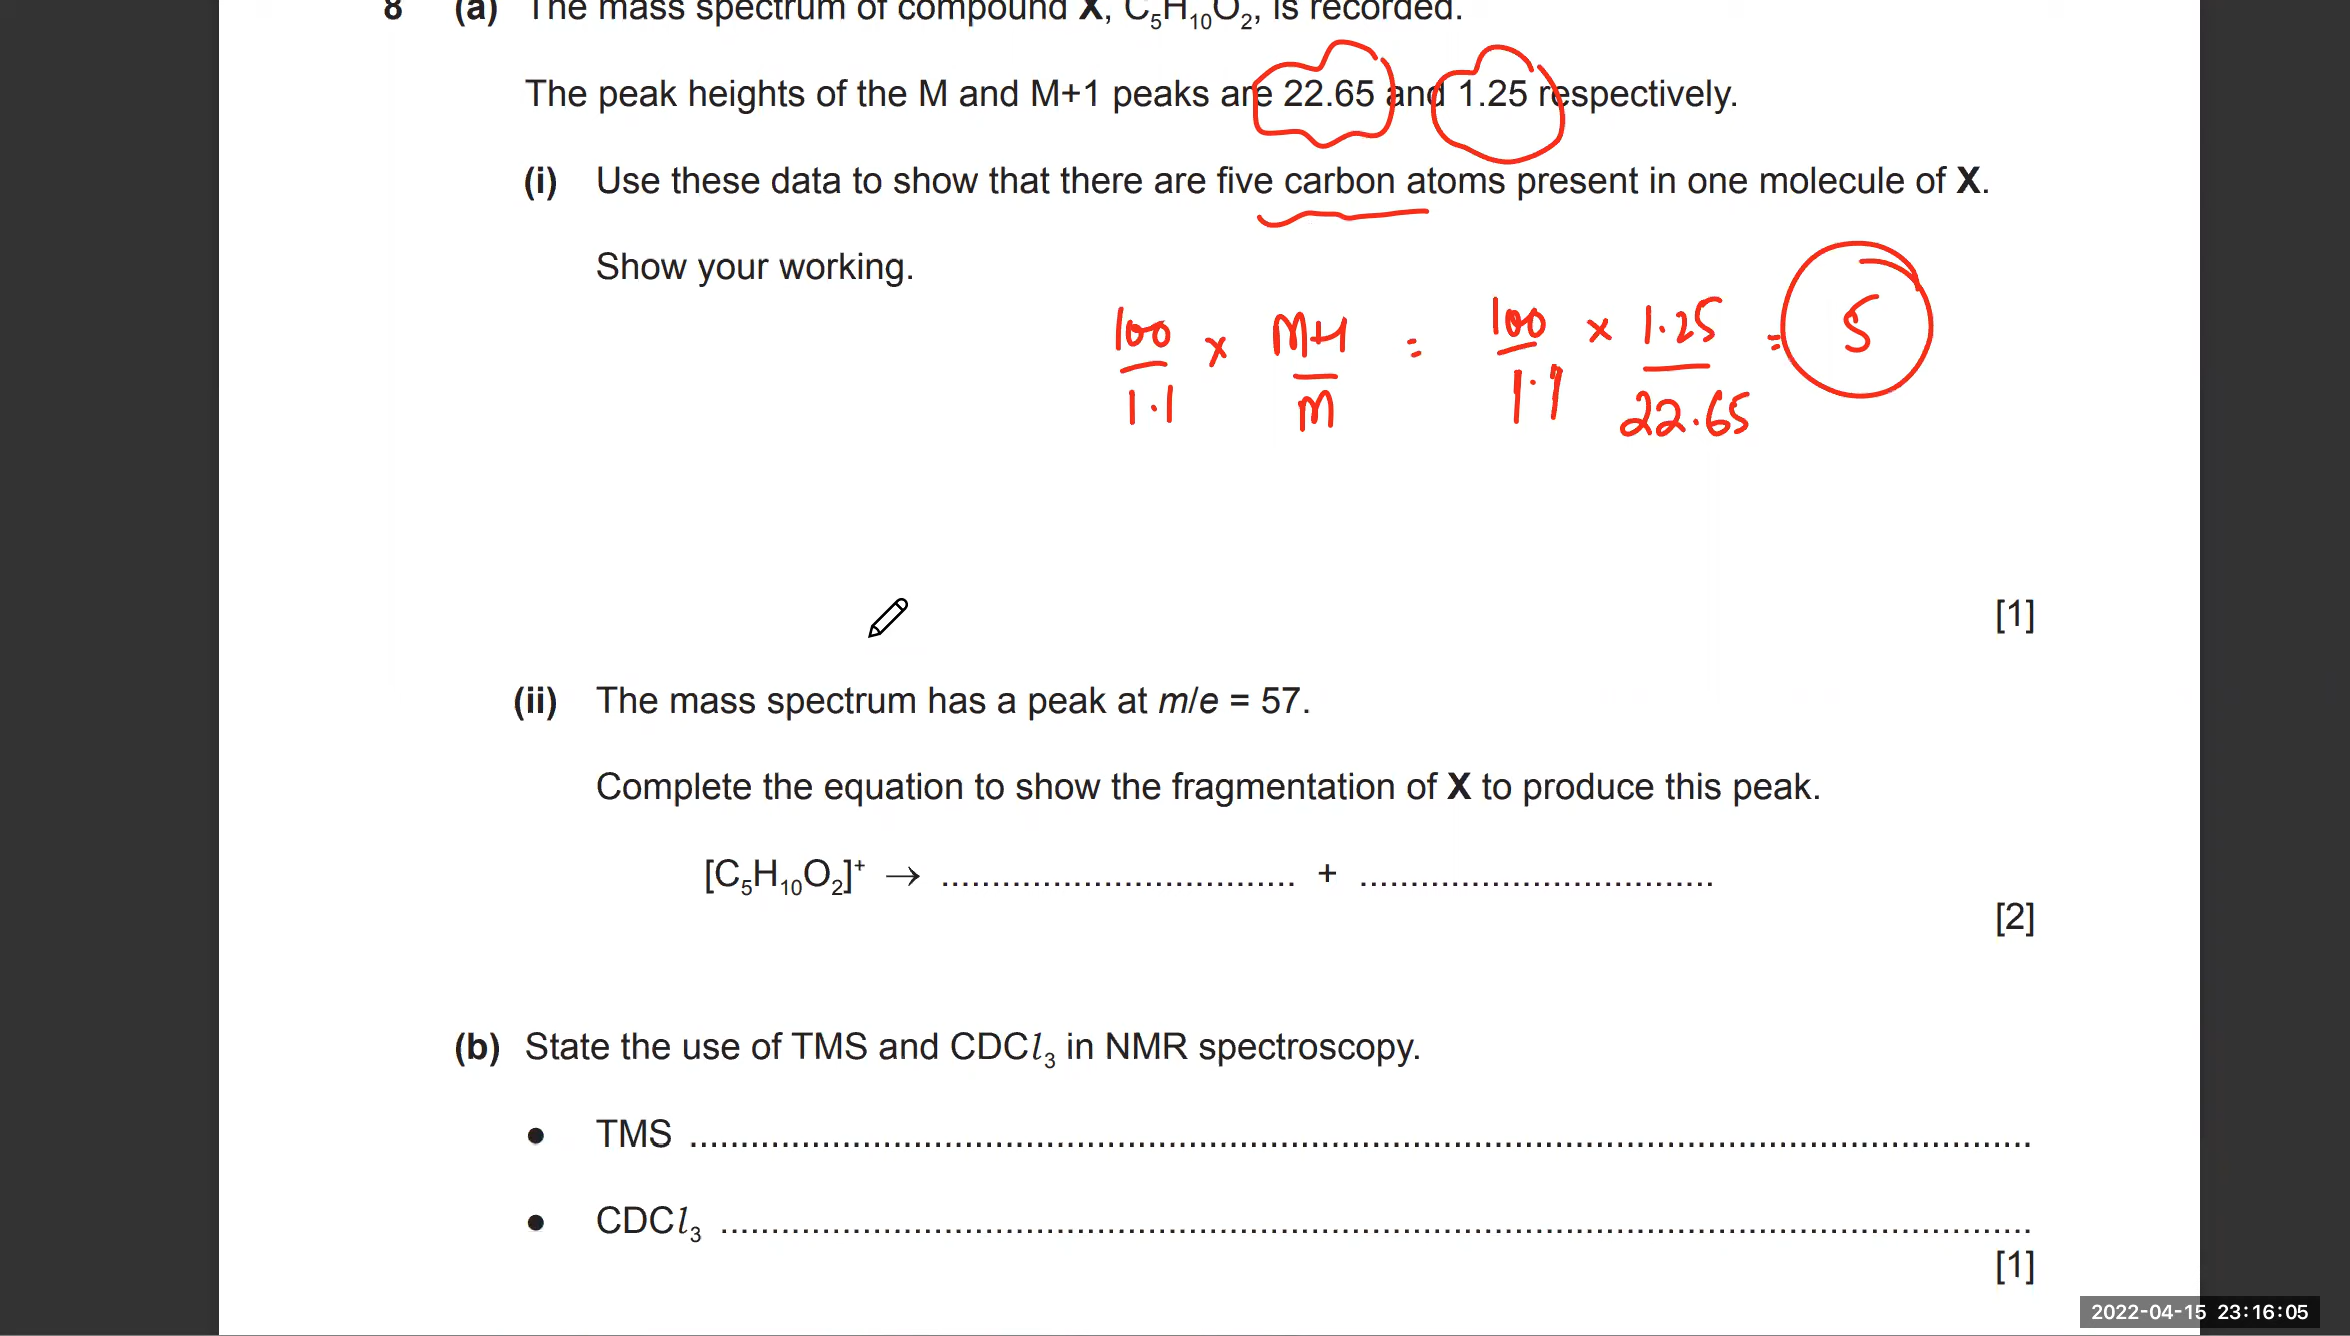 8 (a) The mass spectrum of compound X, C5H10O2, is recorded.
The peak heights of the M and M+1 peaks are 22.65 and 1.25 respectively.
(i) Use these data to show that there are five carbon atoms present in one molecule of X.
Show your working.
100/1.1 × M+1/M = 100/1.1 × 1.25/22.65 = 5
[1]
(ii) The mass spectrum has a peak at m/e = 57.
Complete the equation to show the fragmentation of X to produce this peak.
[C5H10O2]+ → .................................. + ..................................
[2]
(b) State the use of TMS and CDCl3 in NMR spectroscopy.
● TMS ..................................................................................................................
● CDCl3 ..................................................................................................................
[1]
2022-04-15 23:16:05